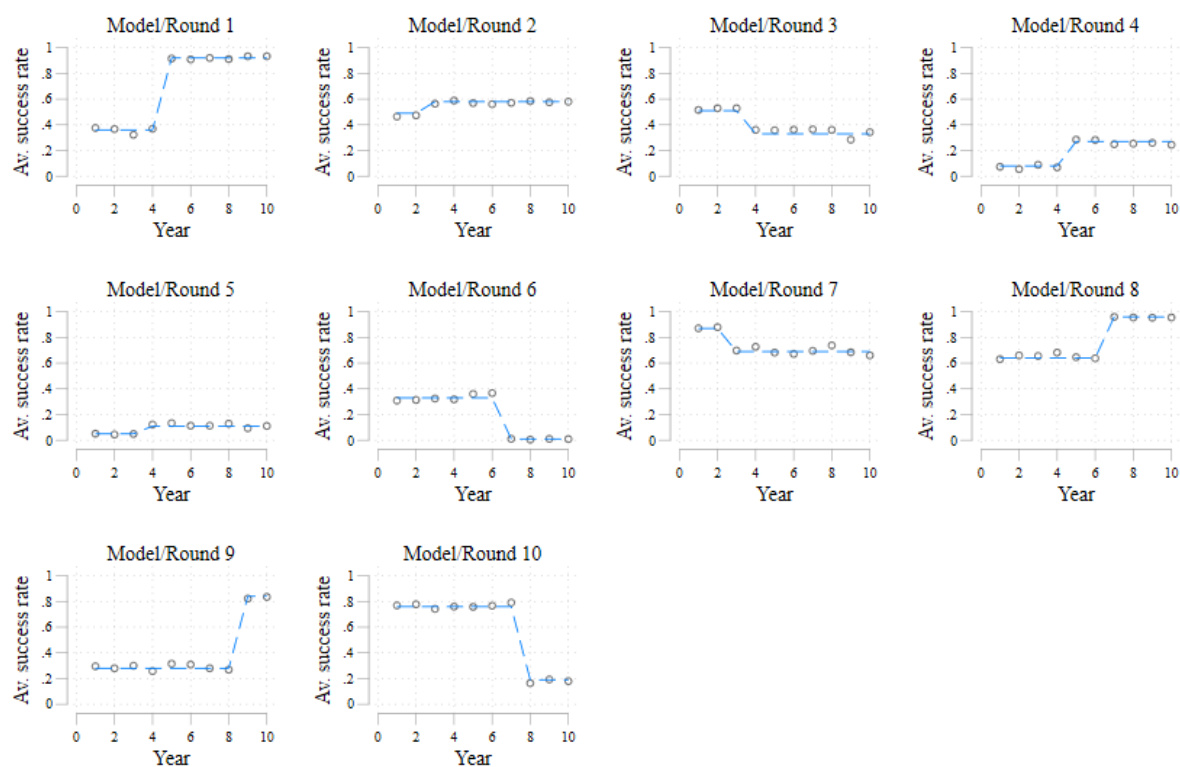 Model/Round 1
Av. success rate
1
.8
.6
.4
.2
0
0 2 4 6 8 10
Year
Model/Round 2
Av. success rate
1
.8
.6
.4
.2
0
0 2 4 6 8 10
Year
Model/Round 3
Av. success rate
1
.8
.6
.4
.2
0
0 2 4 6 8 10
Year
Model/Round 4
Av. success rate
1
.8
.6
.4
.2
0
0 2 4 6 8 10
Year
Model/Round 5
Av. success rate
1
.8
.6
.4
.2
0
0 2 4 6 8 10
Year
Model/Round 6
Av. success rate
1
.8
.6
.4
.2
0
0 2 4 6 8 10
Year
Model/Round 7
Av. success rate
1
.8
.6
.4
.2
0
0 2 4 6 8 10
Year
Model/Round 8
Av. success rate
1
.8
.6
.4
.2
0
0 2 4 6 8 10
Year
Model/Round 9
Av. success rate
1
.8
.6
.4
.2
0
0 2 4 6 8 10
Year
Model/Round 10
Av. success rate
1
.8
.6
.4
.2
0
0 2 4 6 8 10
Year